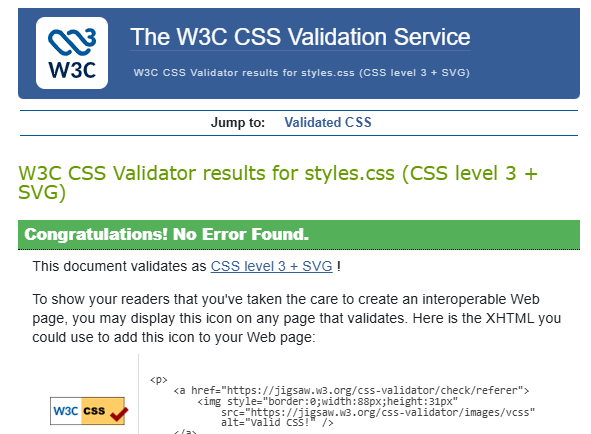 W3C
The W3C CSS Validation Service
W3C CSS Validator results for styles.css (CSS level 3 + SVG)
Jump to: Validated CSS
W3C CSS Validator results for styles.css (CSS level 3 +
SVG)
Congratulations! No Error Found.
This document validates as CSS level 3 + SVG !
To show your readers that you've taken the care to create an interoperable Web
page, you may display this icon on any page that validates. Here is the XHTML you
could use to add this icon to your Web page:
<p>
<a href="https://jigsaw.w3.org/css-validator/check/referer">
<img style="border:0;width:88px;height:31px"
src="https://jigsaw.w3.org/css-validator/images/vcss"
alt="Valid CSS!" />
W3C css
</a>